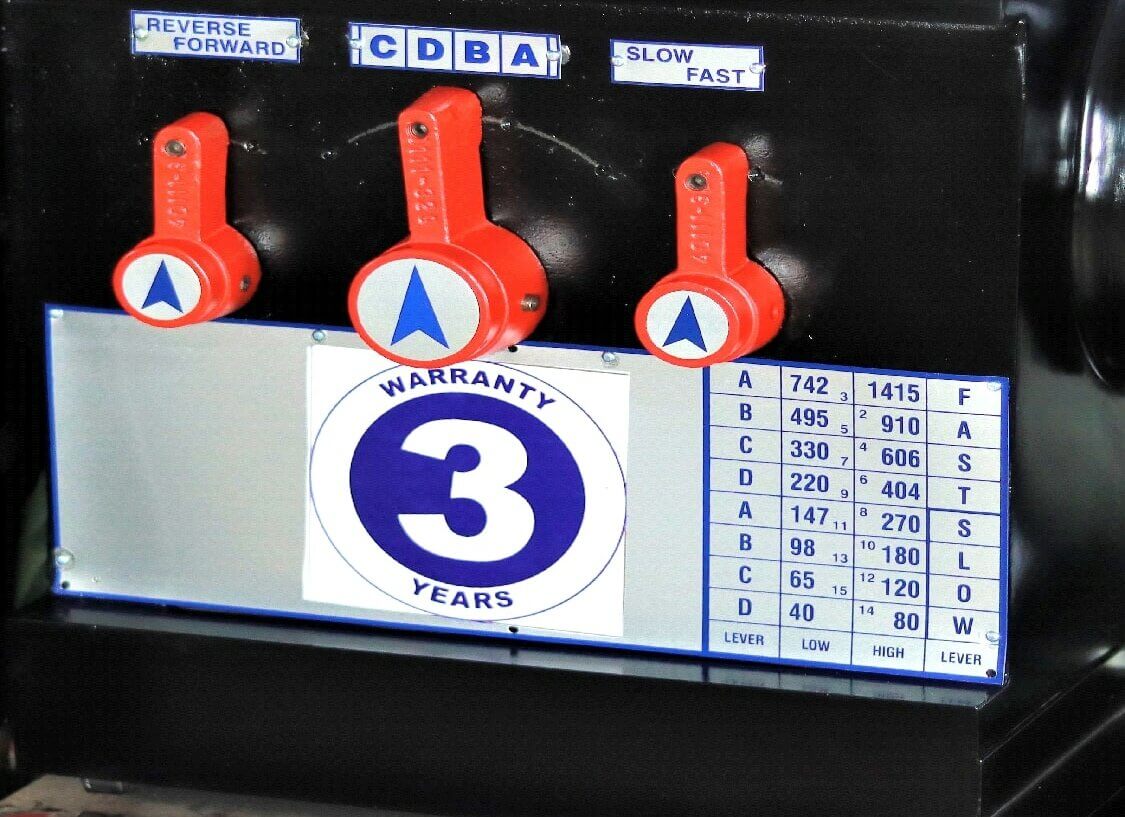 REVERSE
FORWARD
C D B A
SLOW
FAST
40111-9
WARRANTY
3
YEARS
A 742 3 1415 F
B 495 5 2 910 A
C 330 7 4 606 S
D 220 9 6 404 T
A 147 11 8 270 S
B 98 13 10 180 L
C 65 15 12 120 O
D 40 14 80 W
LEVER LOW HIGH LEVER